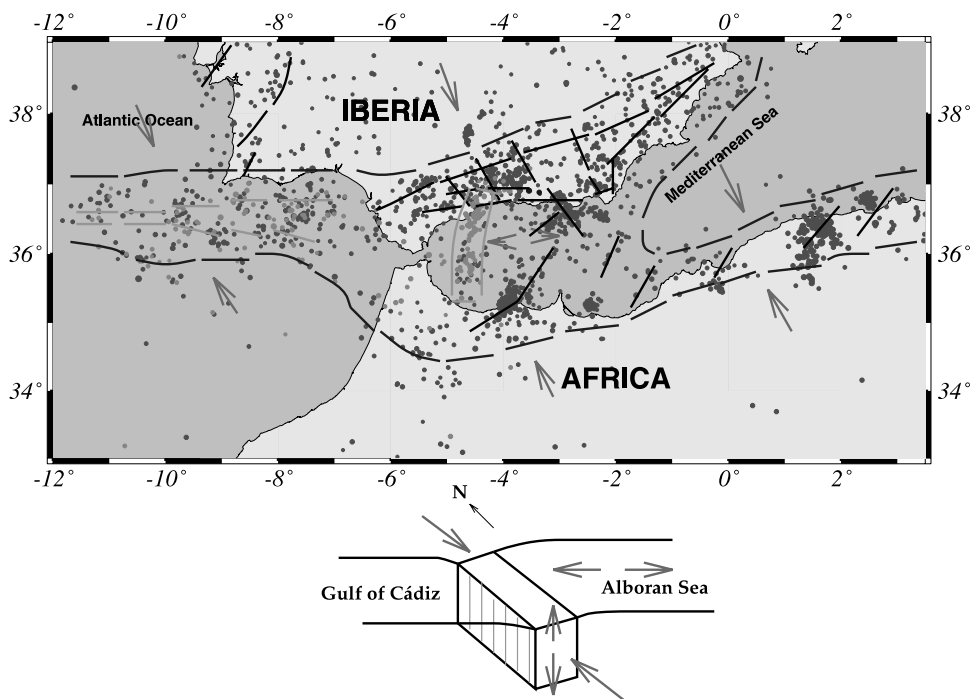 -12 -10 -8 -6 -4 -2 0 2
IBERIA
Atlantic Ocean
Mediterranean Sea
38° 38°
36° 36°
34° 34°
AFRICA
-12 -10 -8 -6 -4 -2 0 2
N
Gulf of Cádiz
Alboran Sea